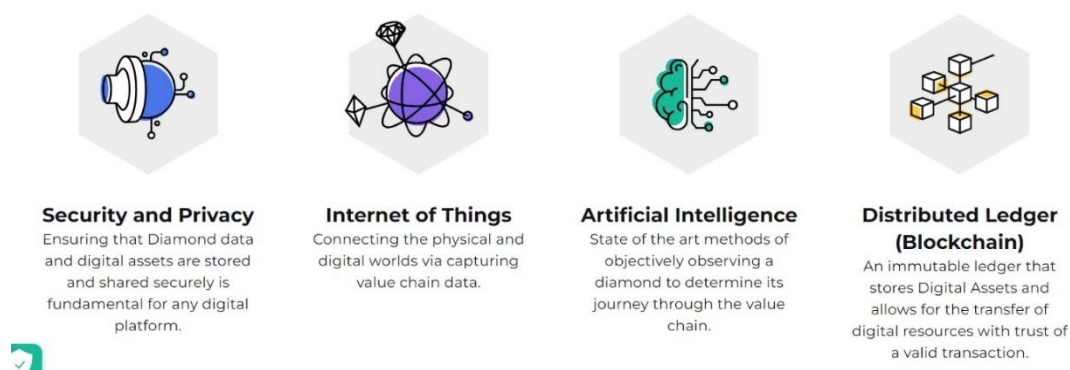 Security and Privacy
Ensuring that Diamond data
and digital assets are stored
and shared securely is
fundamental for any digital
platform.
Internet of Things
Connecting the physical and
digital worlds via capturing
value chain data.
Artificial Intelligence
State of the art methods of
objectively observing a
diamond to determine its
journey through the value
chain.
Distributed Ledger
(Blockchain)
An immutable ledger that
stores Digital Assets and
allows for the transfer of
digital resources with trust of
a valid transaction.